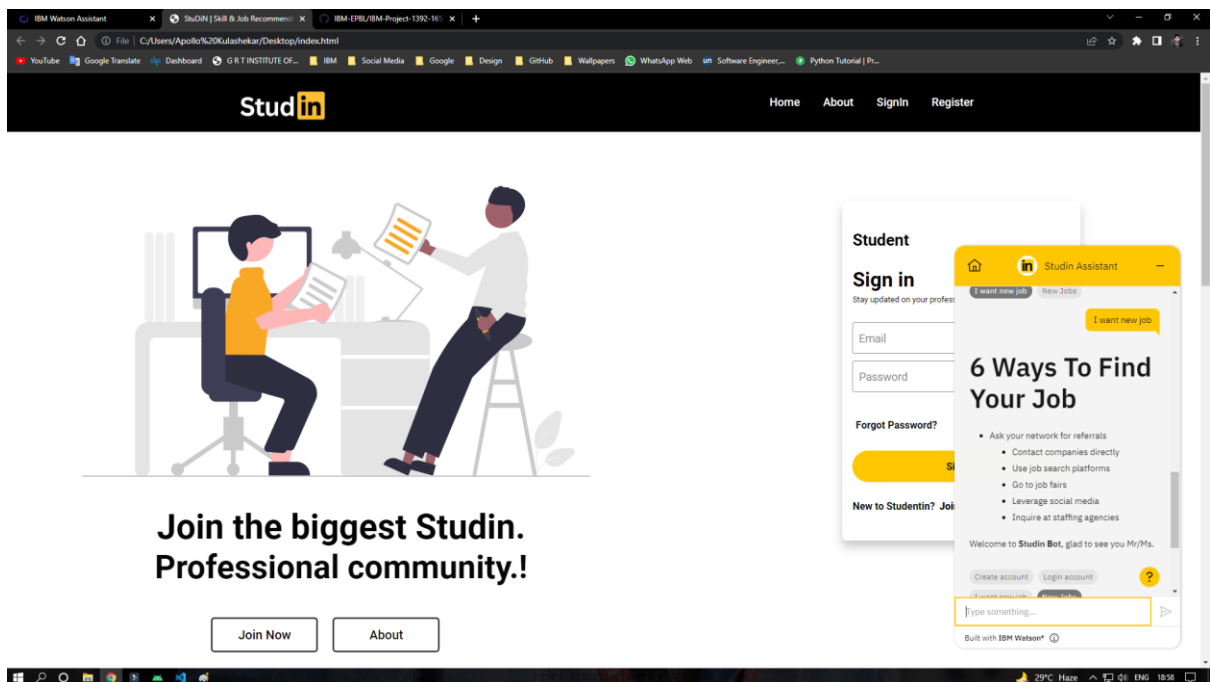 IBM Watson Assistant
StuDiN | Skill & Job Recommend
IBM-EPBL/IBM-Project-1392-165
File | C:/Users/Apollo%20Kulashekar/Desktop/index.html
YouTube Google Translate Dashboard G R T INSTITUTE OF... IBM Social Media Google Design GitHub Wallpapers WhatsApp Web Software Engineer,... Python Tutorial | Pr...
Studin
Home About SignIn Register
Student
Sign in
Stay updated on your profess
Email
Password
Forgot Password?
New to Studentin? Joi
Join the biggest Studin.
Professional community.!
Join Now About
in Studin Assistant
I want new job New Jobs
I want new job
6 Ways To Find
Your Job
Ask your network for referrals
Contact companies directly
Use job search platforms
Go to job fairs
Leverage social media
Inquire at staffing agencies
Welcome to Studin Bot, glad to see you Mr/Ms.
Create account Login account
?
I want new job New Jobs
Type something...
Built with IBM Watson®
29°C Haze ENG 18:58